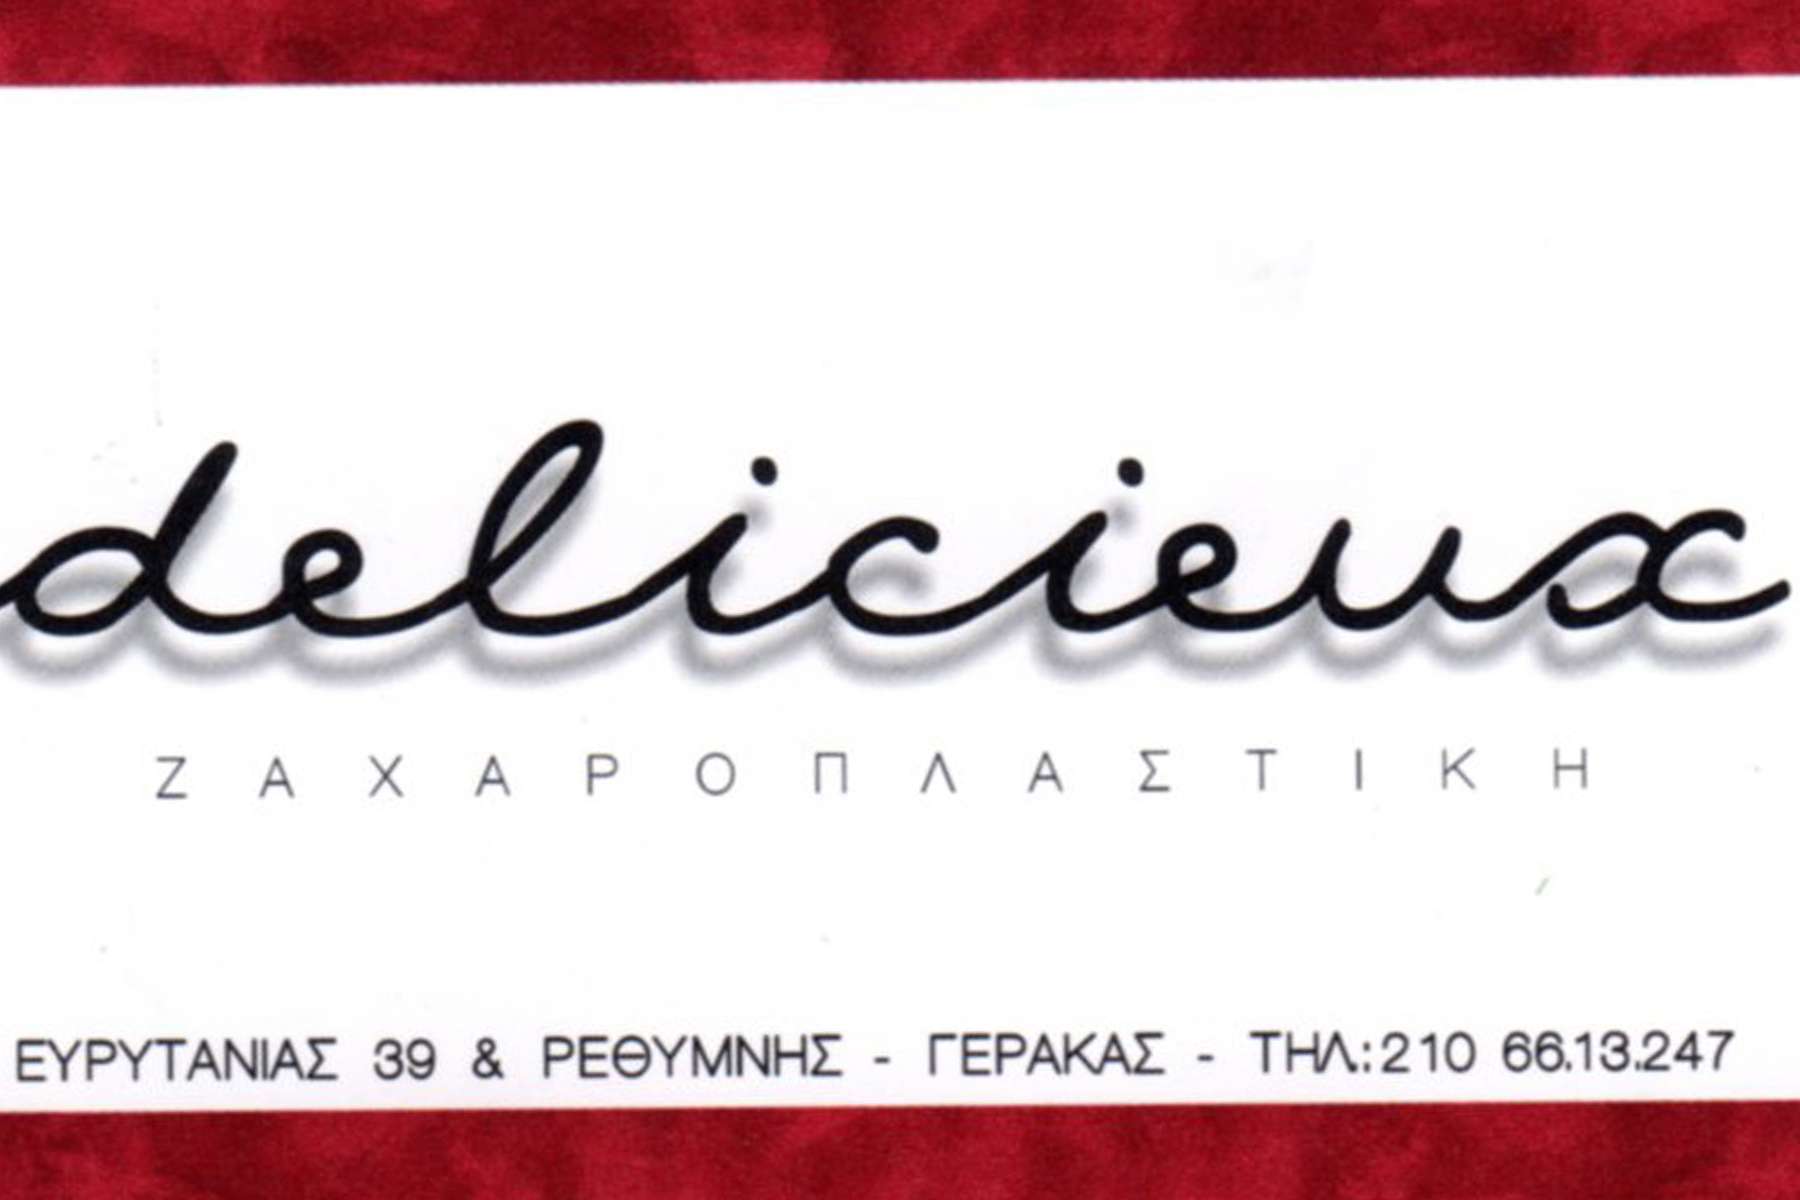 delicieux
ΖΑΧΑΡΟΠΛΑΣΤΙΚΗ
ΕΥΡΥΤΑΝΙΑΣ 39 & ΡΕΘΥΜΝΗΣ - ΓΕΡΑΚΑΣ - ΤΗΛ.:210 66.13.247